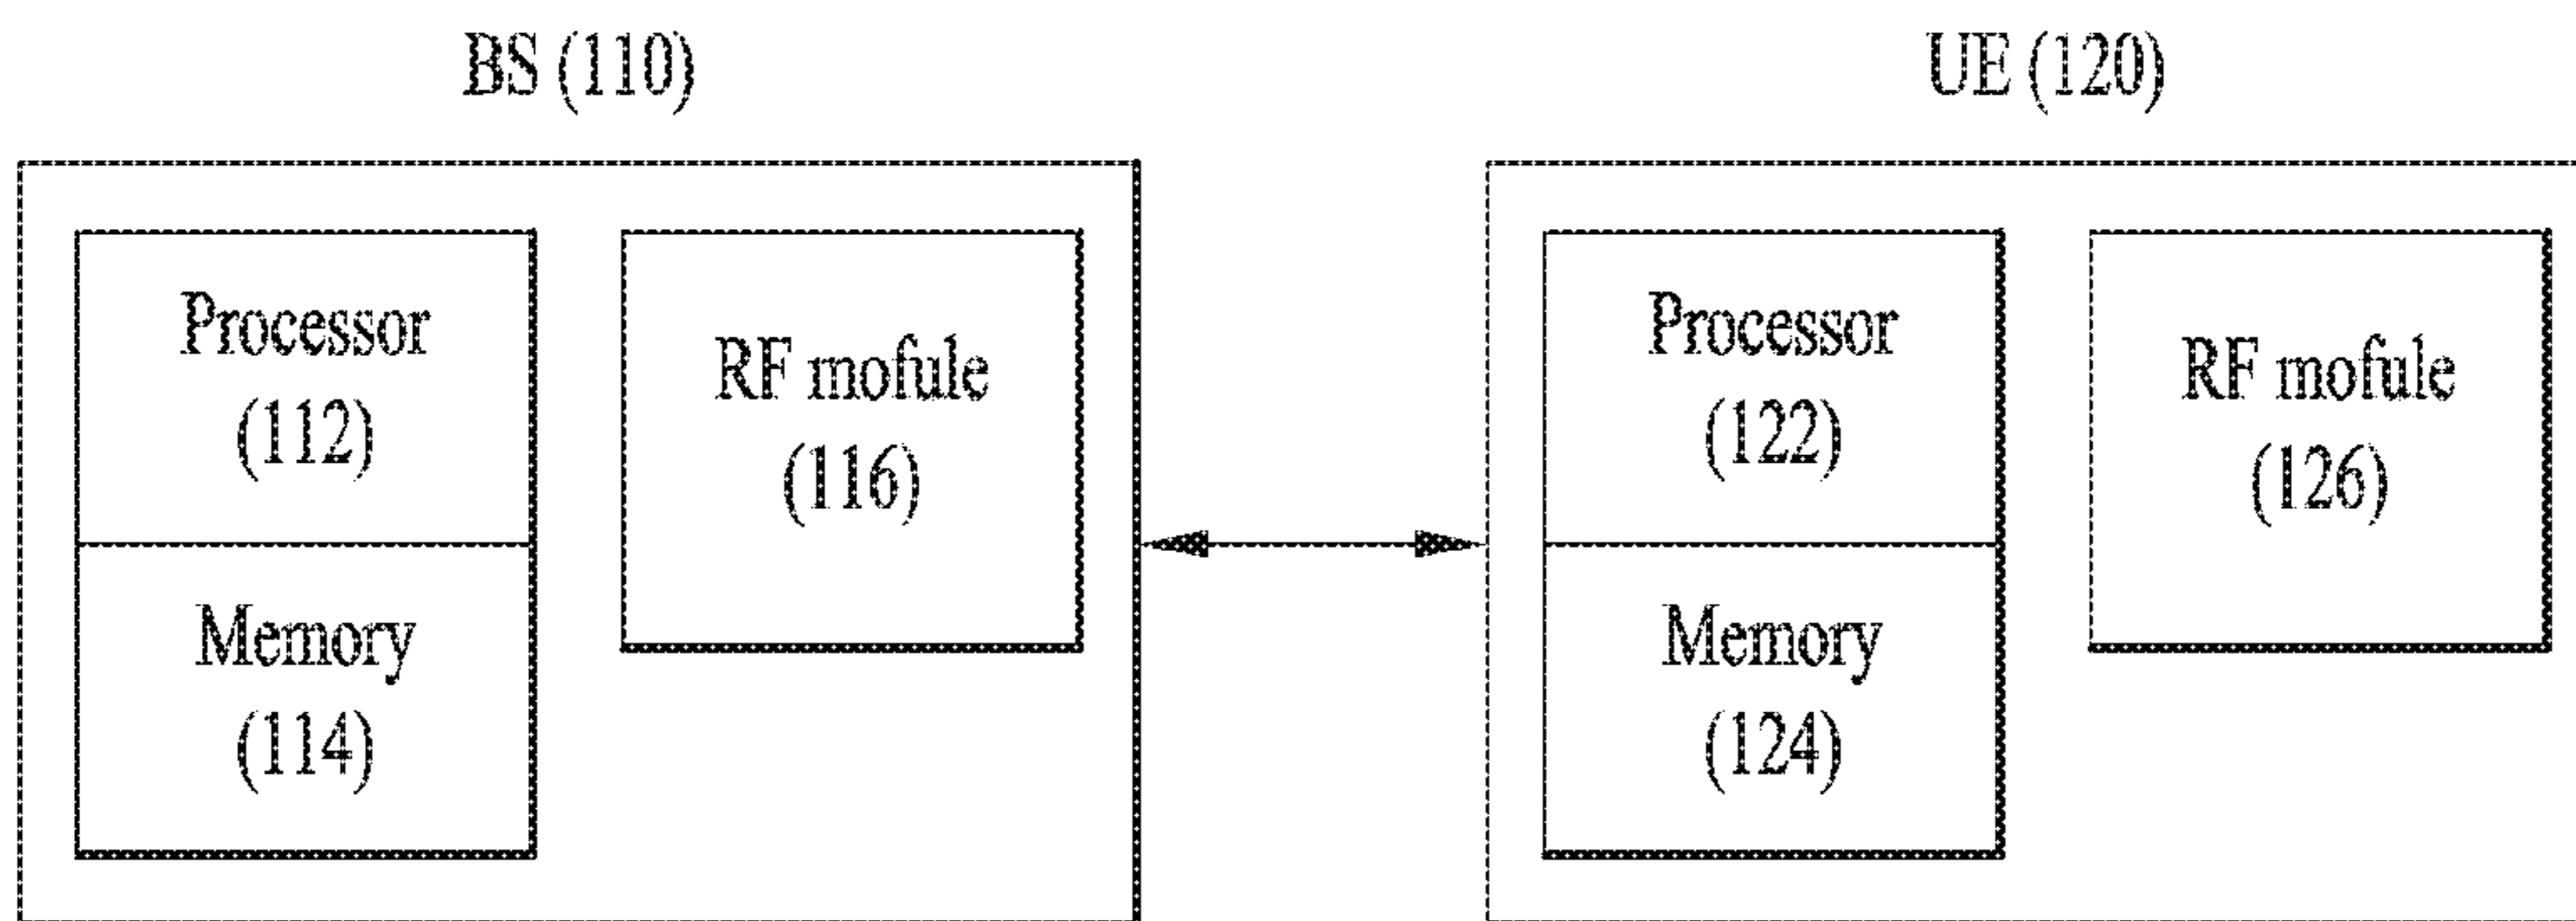 BS (110)
UE (120)
Processor
(112)
RF mofule
(116)
Memory
(114)
Processor
(122)
RF mofule
(126)
Memory
(124)